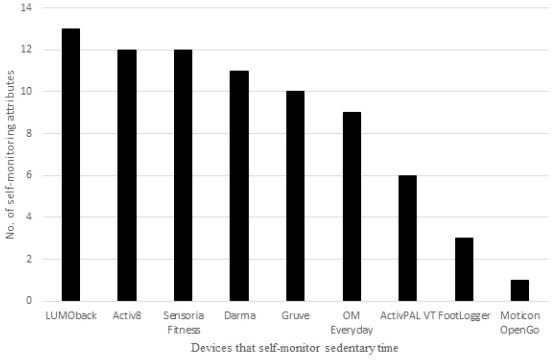 14
12
10
8
6
4
2
0
No. of self-monitoring attributes
LUMOback Activ8 Sensoria Fitness Darma Gruve OM Everyday ActivPAL VT FootLogger Moticon OpenGo
Devices that self-monitor sedentary time